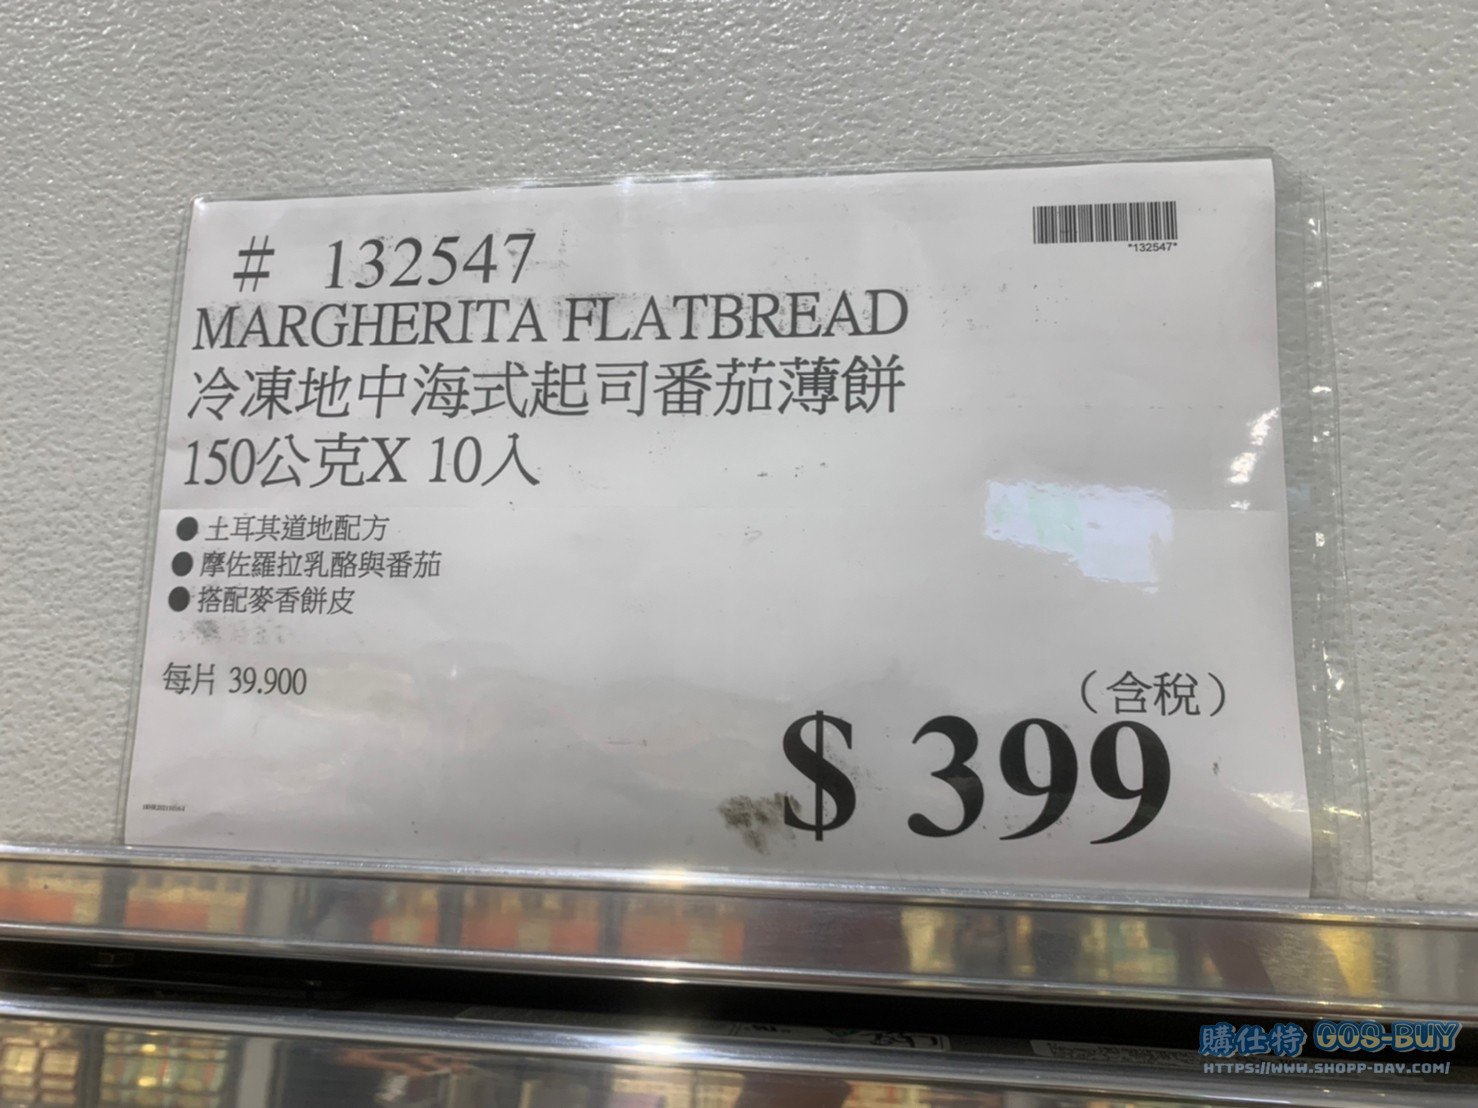 # 132547
*132547*
MARGHERITA FLATBREAD
冷凍地中海式起司番茄薄餅
150公克X 10入
● 土耳其道地配方
● 摩佐羅拉乳酪與番茄
● 搭配麥香餅皮
每片 39.900
（含稅）
$ 399
購仕特 GOS-BUY
HTTPS://WWW.SHOPP-DAY.COM/